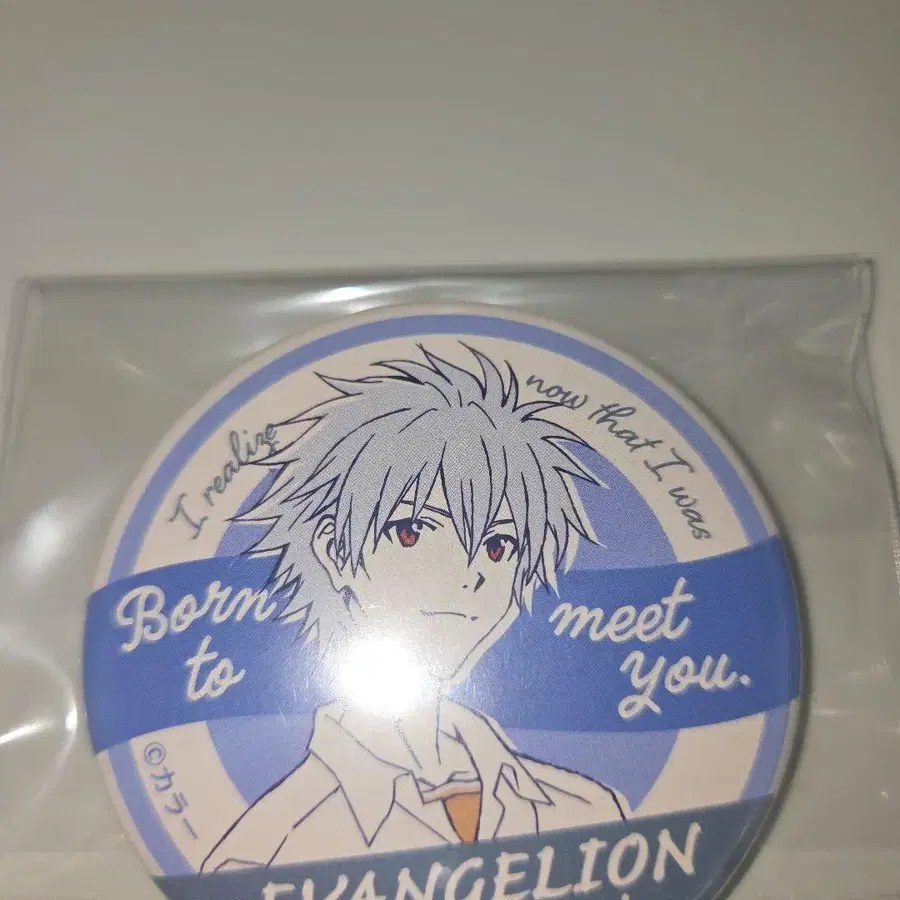 I realize now that I was
Born to meet you.
©カラー
EVANGELION